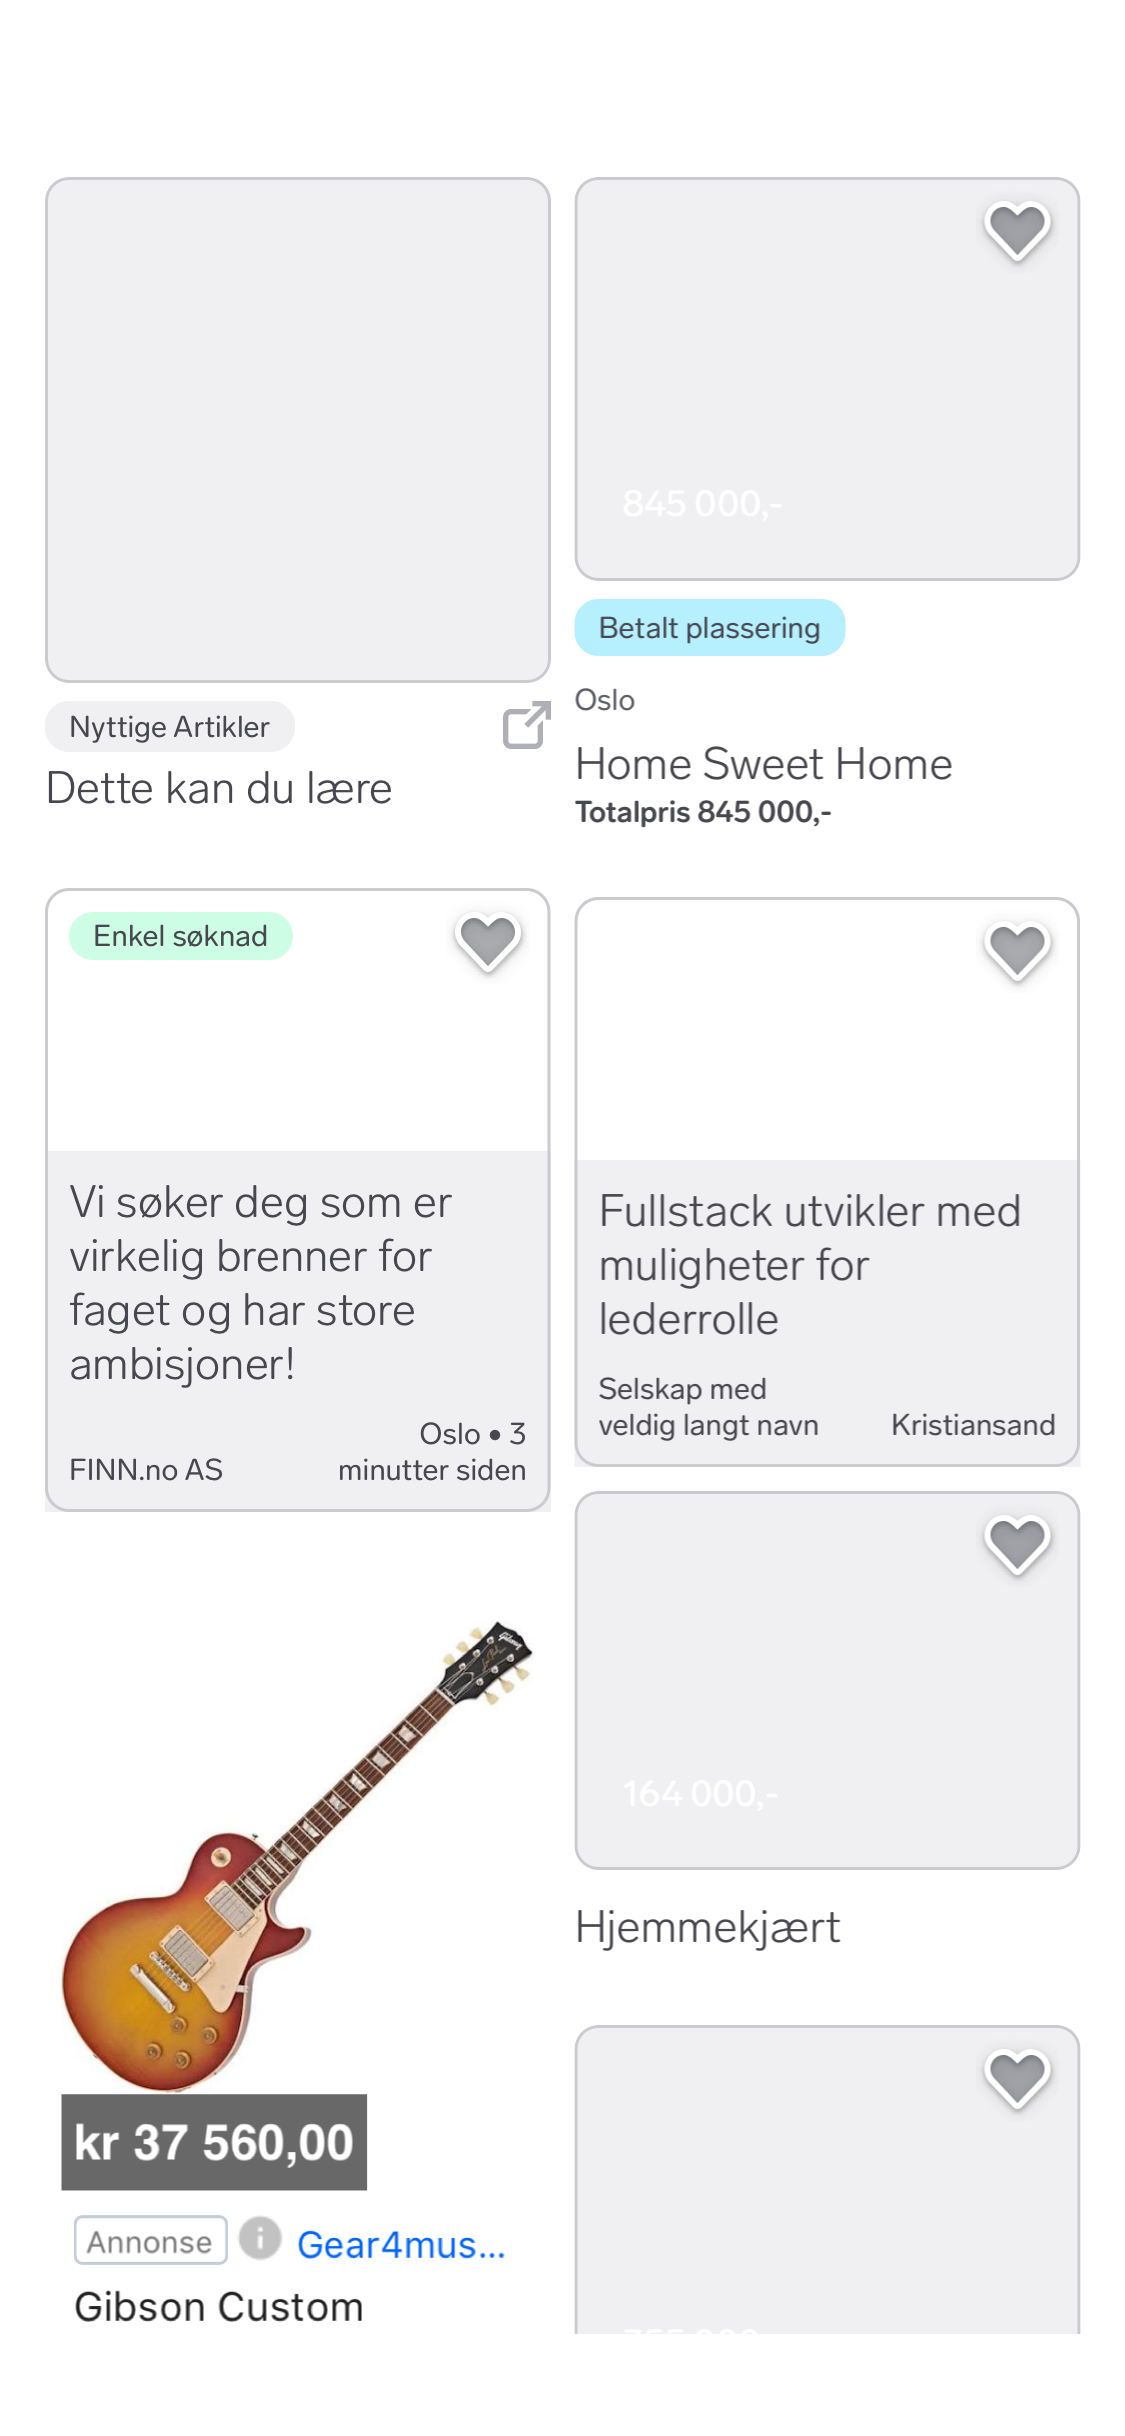 845 000,-
Betalt plassering
Oslo
Home Sweet Home
Totalpris 845 000,-
Nyttige Artikler
Dette kan du lære
Enkel søknad
Vi søker deg som er
virkelig brenner for
faget og har store
ambisjoner!
Oslo • 3
FINN.no AS minutter siden
Fullstack utvikler med
muligheter for
lederrolle
Selskap med
veldig langt navn Kristiansand
164 000,-
Hjemmekjært
Gibson
kr 37 560,00
Annonse Gear4mus...
Gibson Custom